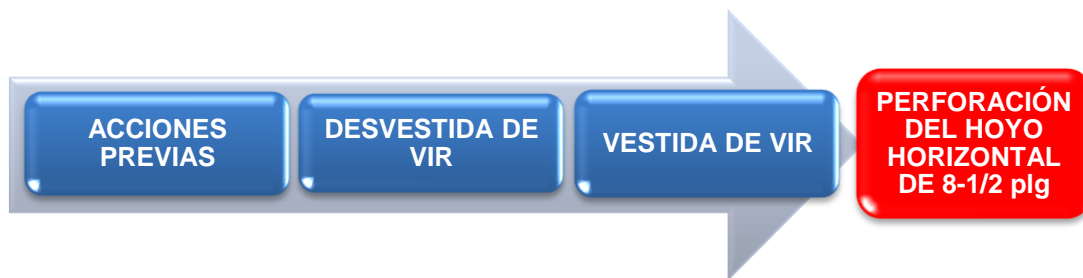 ACCIONES
PREVIAS
DESVESTIDA DE
VIR
VESTIDA DE VIR
PERFORACIÓN
DEL HOYO
HORIZONTAL
DE 8-1/2 plg